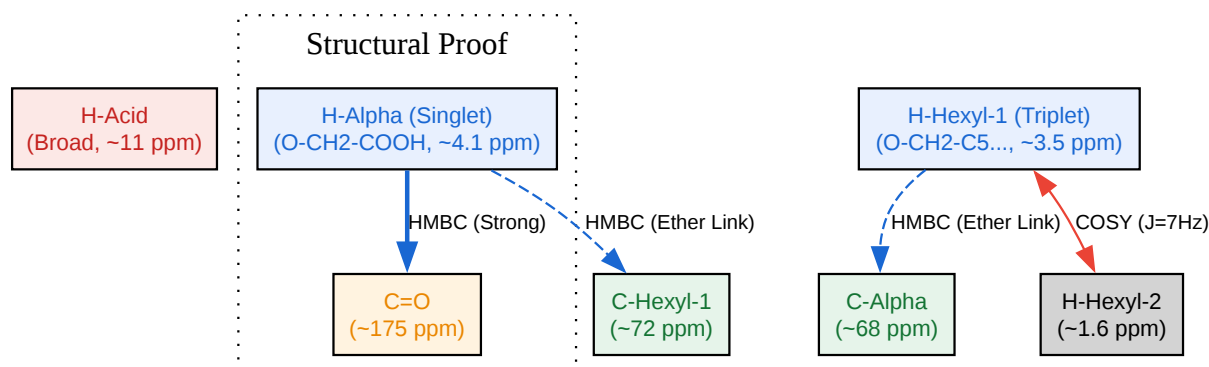 Structural Proof
H-Acid
(Broad, ~11 ppm)
H-Alpha (Singlet)
(O-CH2-COOH, ~4.1 ppm)
H-Hexyl-1 (Triplet)
(O-CH2-C5..., ~3.5 ppm)
HMBC (Strong)
HMBC (Ether Link)
HMBC (Ether Link)
COSY (J=7Hz)
C=O
(~175 ppm)
C-Hexyl-1
(~72 ppm)
C-Alpha
(~68 ppm)
H-Hexyl-2
(~1.6 ppm)